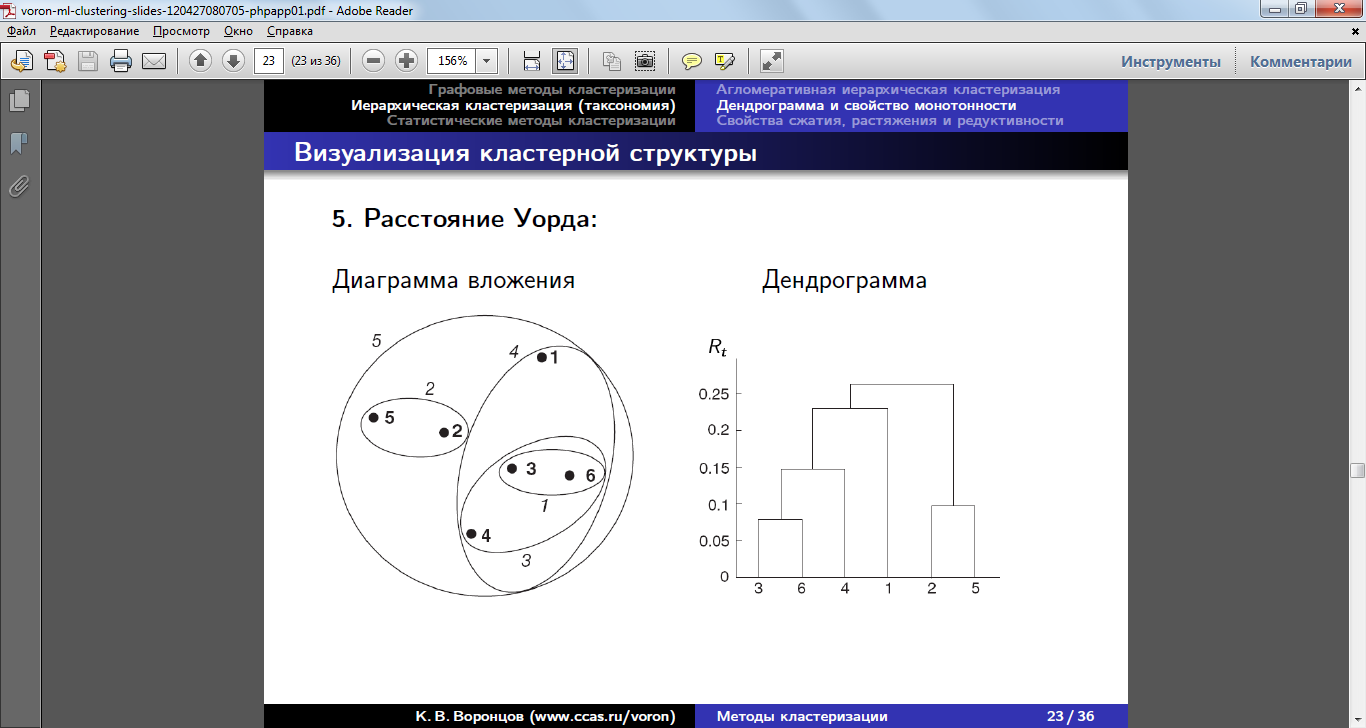 voron-ml-clustering-slides-120427080705-phpapp01.pdf - Adobe Reader
Файл Редактирование Просмотр Окно Справка
23 (23 из 36) 156% Инструменты Комментарии
Графовые методы кластеризации
Иерархическая кластеризация (таксономия)
Статистические методы кластеризации
Агломеративная иерархическая кластеризация
Дендрограмма и свойство монотонности
Свойства сжатия, растяжения и редуктивности
Визуализация кластерной структуры
5. Расстояние Уорда:
Диаграмма вложения
5
4
1
2
5
2
3
6
1
4
3
Дендрограмма
Rt
0.25
0.2
0.15
0.1
0.05
0
3 6 4 1 2 5
К. В. Воронцов (www.ccas.ru/voron) Методы кластеризации 23 / 36